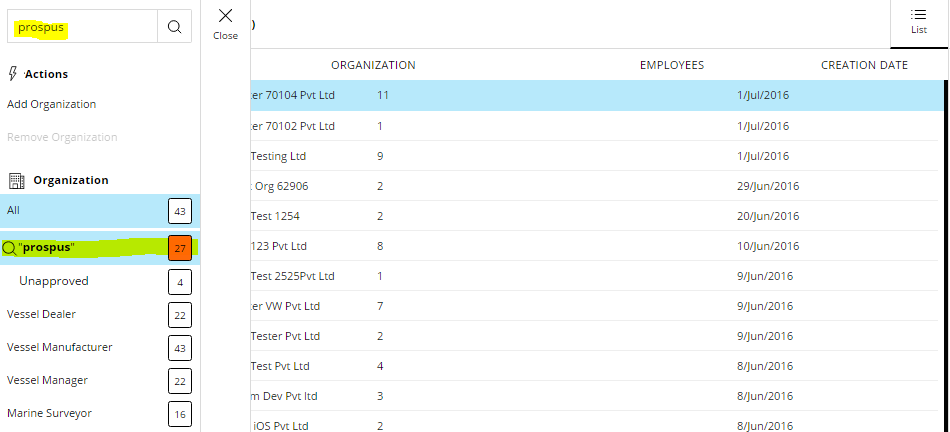 prospus
Close
)
List
Actions
Add Organization
Remove Organization
Organization
All 43
"prospus" 27
Unapproved 4
Vessel Dealer 22
Vessel Manufacturer 43
Vessel Manager 22
Marine Surveyor 16
ORGANIZATION EMPLOYEES CREATION DATE
ter 70104 Pvt Ltd 11 1/Jul/2016
ter 70102 Pvt Ltd 1 1/Jul/2016
Testing Ltd 9 1/Jul/2016
Org 62906 2 29/Jun/2016
Test 1254 2 20/Jun/2016
123 Pvt Ltd 8 10/Jun/2016
Test 2525Pvt Ltd 1 9/Jun/2016
ter VW Pvt Ltd 7 9/Jun/2016
Tester Pvt Ltd 2 9/Jun/2016
Test Pvt Ltd 4 8/Jun/2016
m Dev Pvt ltd 3 8/Jun/2016
iOS Pvt Ltd 2 8/Jun/2016